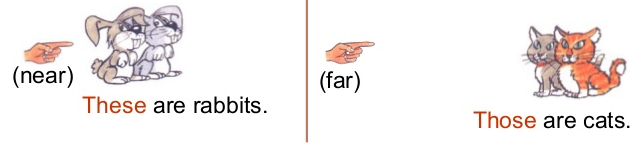 (near)
These are rabbits.
(far)
Those are cats.